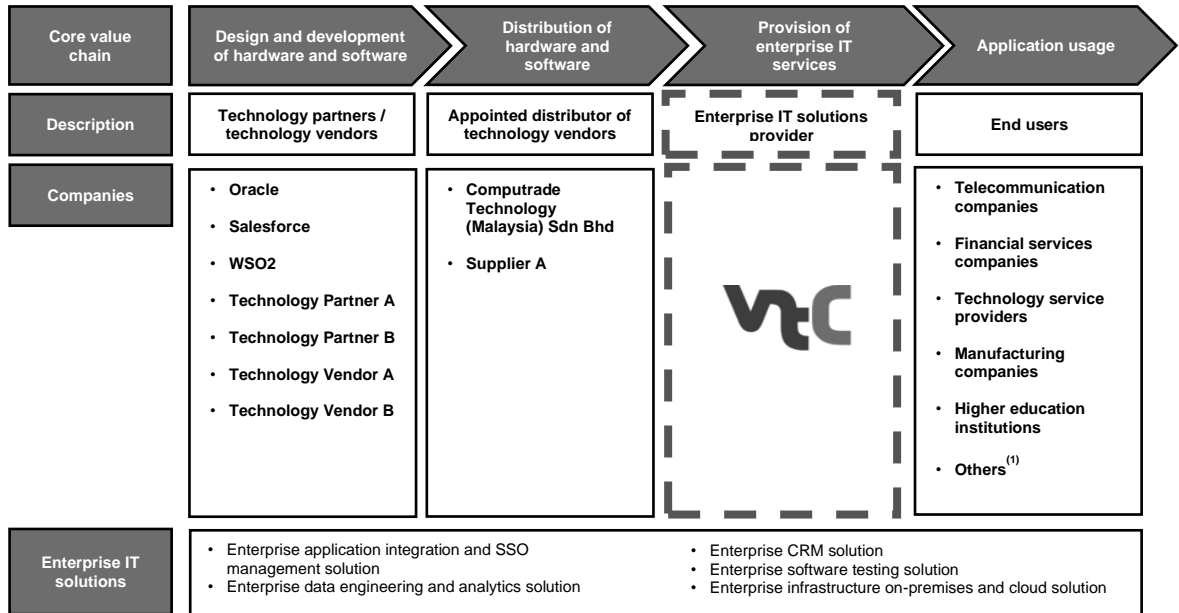 Core value
chain
Design and development
of hardware and software
Distribution of
hardware and
software
Provision of
enterprise IT
services
Application usage
Description
Technology partners /
technology vendors
Appointed distributor of
technology vendors
Enterprise IT solutions
provider
End users
Companies
• Oracle
• Salesforce
• WSO2
• Technology Partner A
• Technology Partner B
• Technology Vendor A
• Technology Vendor B
• Computrade
Technology
(Malaysia) Sdn Bhd
• Supplier A
vtc
• Telecommunication
companies
• Financial services
companies
• Technology service
providers
• Manufacturing
companies
• Higher education
institutions
• Others(1)
Enterprise IT
solutions
• Enterprise application integration and SSO
management solution
• Enterprise data engineering and analytics solution
• Enterprise CRM solution
• Enterprise software testing solution
• Enterprise infrastructure on-premises and cloud solution